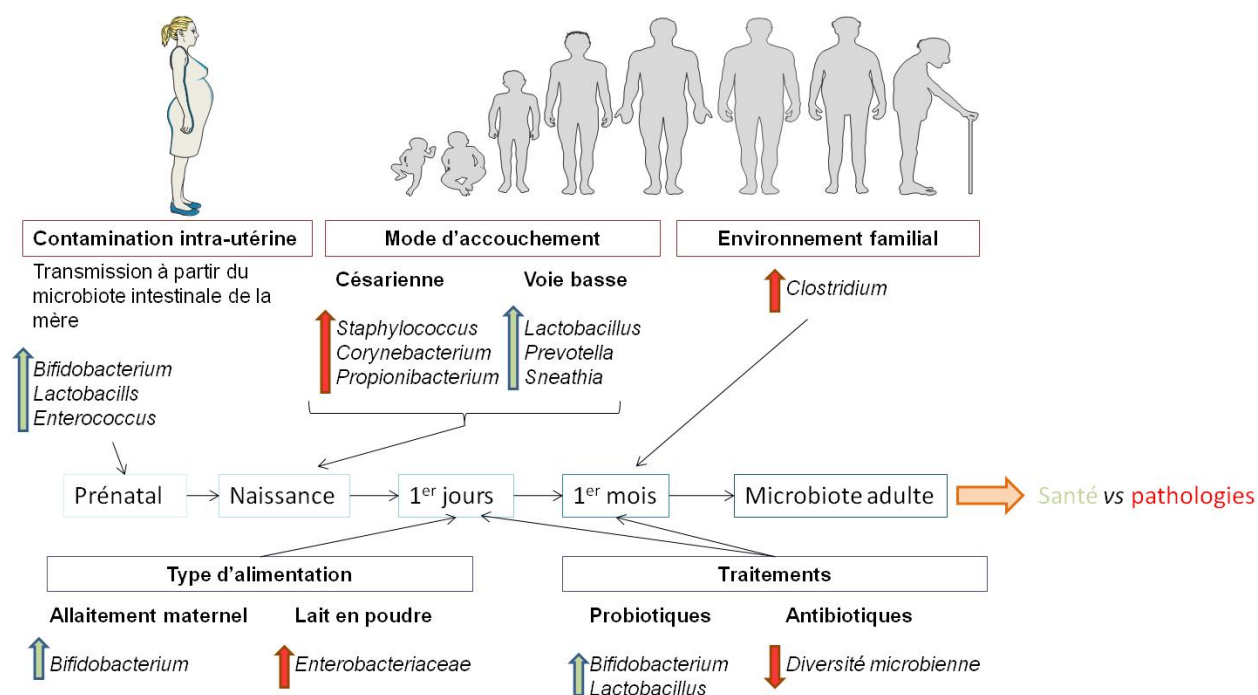 Contamination intra-utérine
Transmission à partir du
microbiote intestinale de la
mère
Bifidobacterium
Lactobacills
Enterococcus
Mode d'accouchement
Césarienne
Staphylococcus
Corynebacterium
Propionibacterium
Voie basse
Lactobacillus
Prevotella
Sneathia
Environnement familial
Clostridium
Prénatal
Naissance
1er jours
1er mois
Microbiote adulte
Santé vs pathologies
Type d'alimentation
Allaitement maternel
Bifidobacterium
Lait en poudre
Enterobacteriaceae
Traitements
Probiotiques
Bifidobacterium
Lactobacillus
Antibiotiques
Diversité microbienne